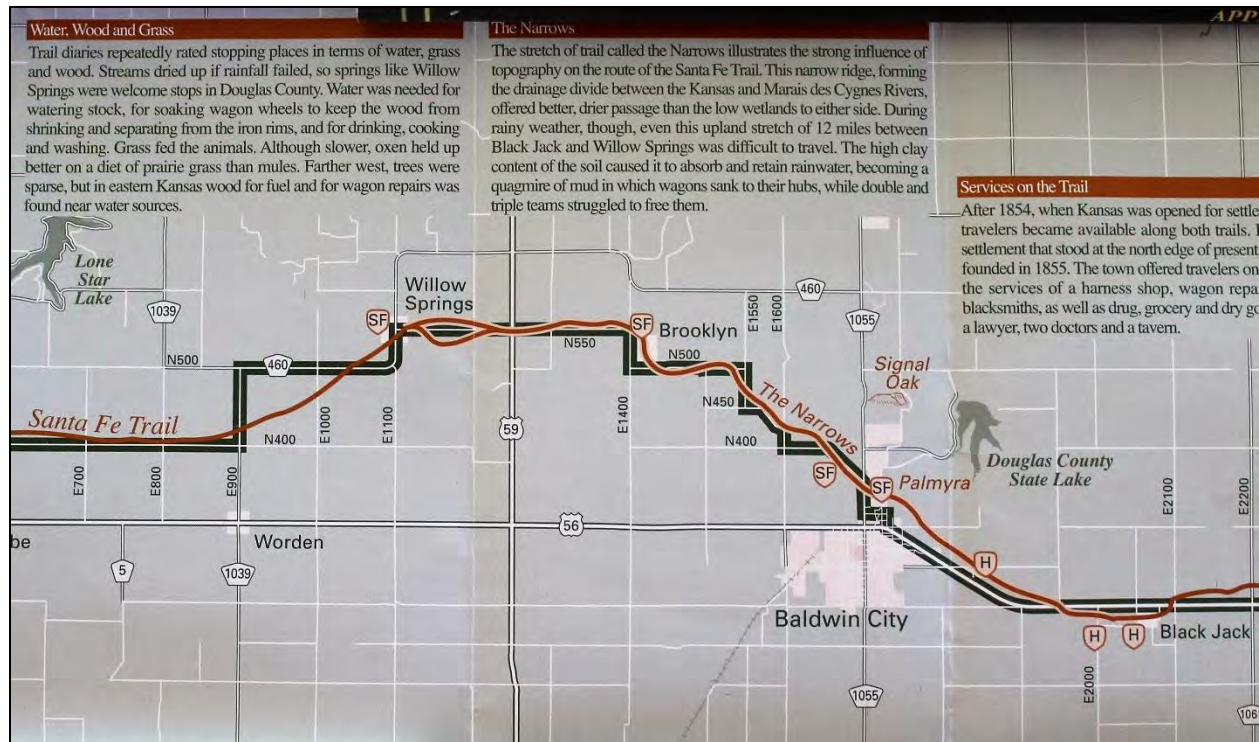 APP
Water, Wood and Grass
Trail diaries repeatedly rated stopping places in terms of water, grass
and wood. Streams dried up if rainfall failed, so springs like Willow
Springs were welcome stops in Douglas County. Water was needed for
watering stock, for soaking wagon wheels to keep the wood from
shrinking and separating from the iron rims, and for drinking, cooking
and washing. Grass fed the animals. Although slower, oxen held up
better on a diet of prairie grass than mules. Farther west, trees were
sparse, but in eastern Kansas wood for fuel and for wagon repairs was
found near water sources.
The Narrows
The stretch of trail called the Narrows illustrates the strong influence of
topography on the route of the Santa Fe Trail. This narrow ridge, forming
the drainage divide between the Kansas and Marais des Cygnes Rivers,
offered better, drier passage than the low wetlands to either side. During
rainy weather, though, even this upland stretch of 12 miles between
Black Jack and Willow Springs was difficult to travel. The high clay
content of the soil caused it to absorb and retain rainwater, becoming a
quagmire of mud in which wagons sank to their hubs, while double and
triple teams struggled to free them.
Services on the Trail
After 1854, when Kansas was opened for settle
travelers became available along both trails.
settlement that stood at the north edge of present
founded in 1855. The town offered travelers on
the services of a harness shop, wagon repai
blacksmiths, as well as drug, grocery and dry go
a lawyer, two doctors and a tavern.
Lone
Star
Lake
1039
Willow
Springs
460
E1550
E1600
1055
SF
SF
Brooklyn
N500
460
N550
N500
Signal
Oak
Santa Fe Trail
N400
E1000
E1100
59
E1400
N450
N400
The Narrows
E700
E800
E900
SF
SF
Palmyra
Douglas County
State Lake
E2100
E2200
56
be
Worden
5
1039
H
Baldwin City
H
H
Black Jack
E2000
1055
106